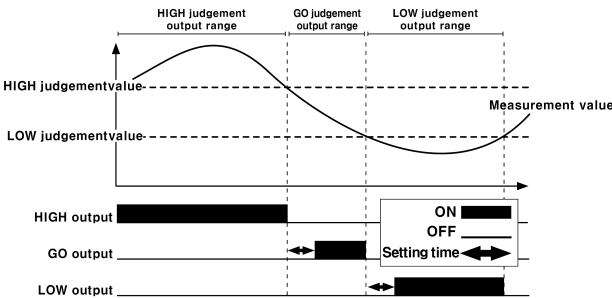 HIGH judgement
output range
GO judgement
output range
LOW judgement
output range
HIGH judgementvalue
Measurement value
LOW judgementvalue
HIGH output
ON
OFF
GO output
Setting time
LOW output